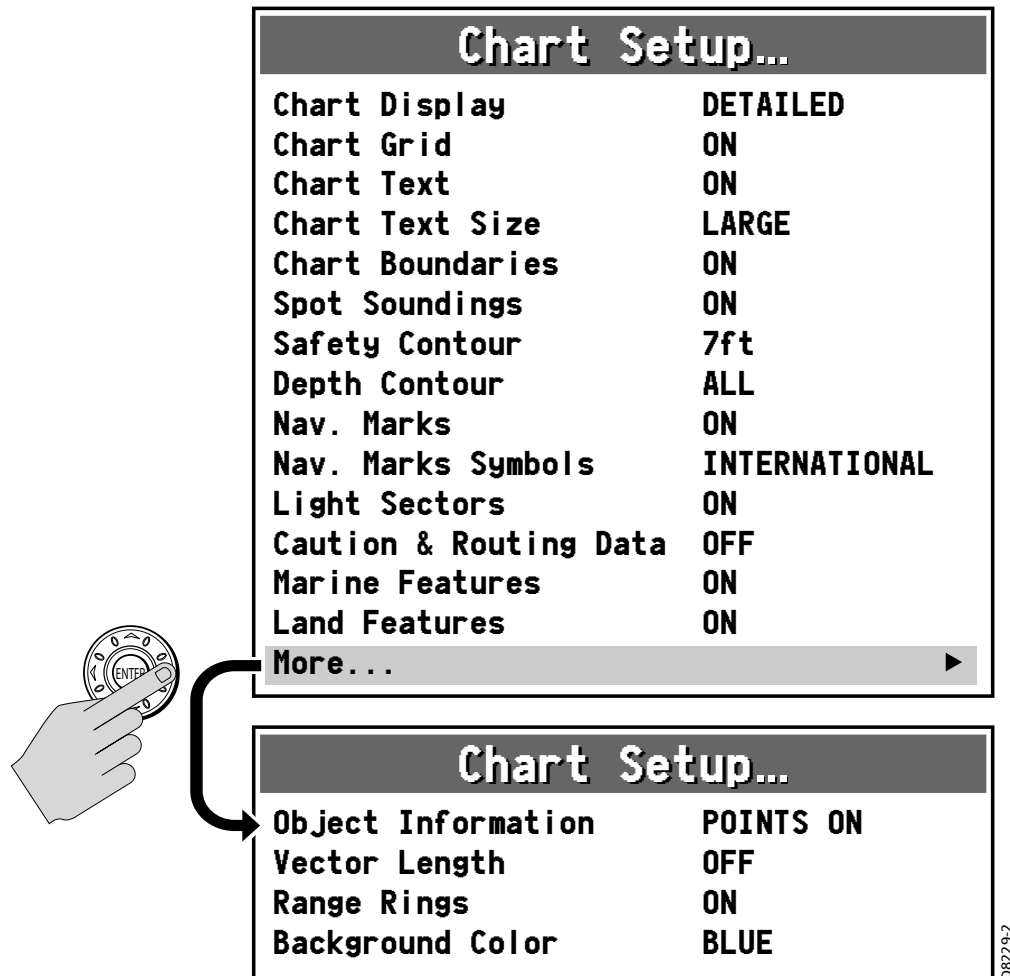 Chart Setup...
Chart Display DETAILED
Chart Grid ON
Chart Text ON
Chart Text Size LARGE
Chart Boundaries ON
Spot Soundings ON
Safety Contour 7ft
Depth Contour ALL
Nav. Marks ON
Nav. Marks Symbols INTERNATIONAL
Light Sectors ON
Caution & Routing Data OFF
Marine Features ON
Land Features ON
More...
ENTER
Chart Setup...
Object Information POINTS ON
Vector Length OFF
Range Rings ON
Background Color BLUE